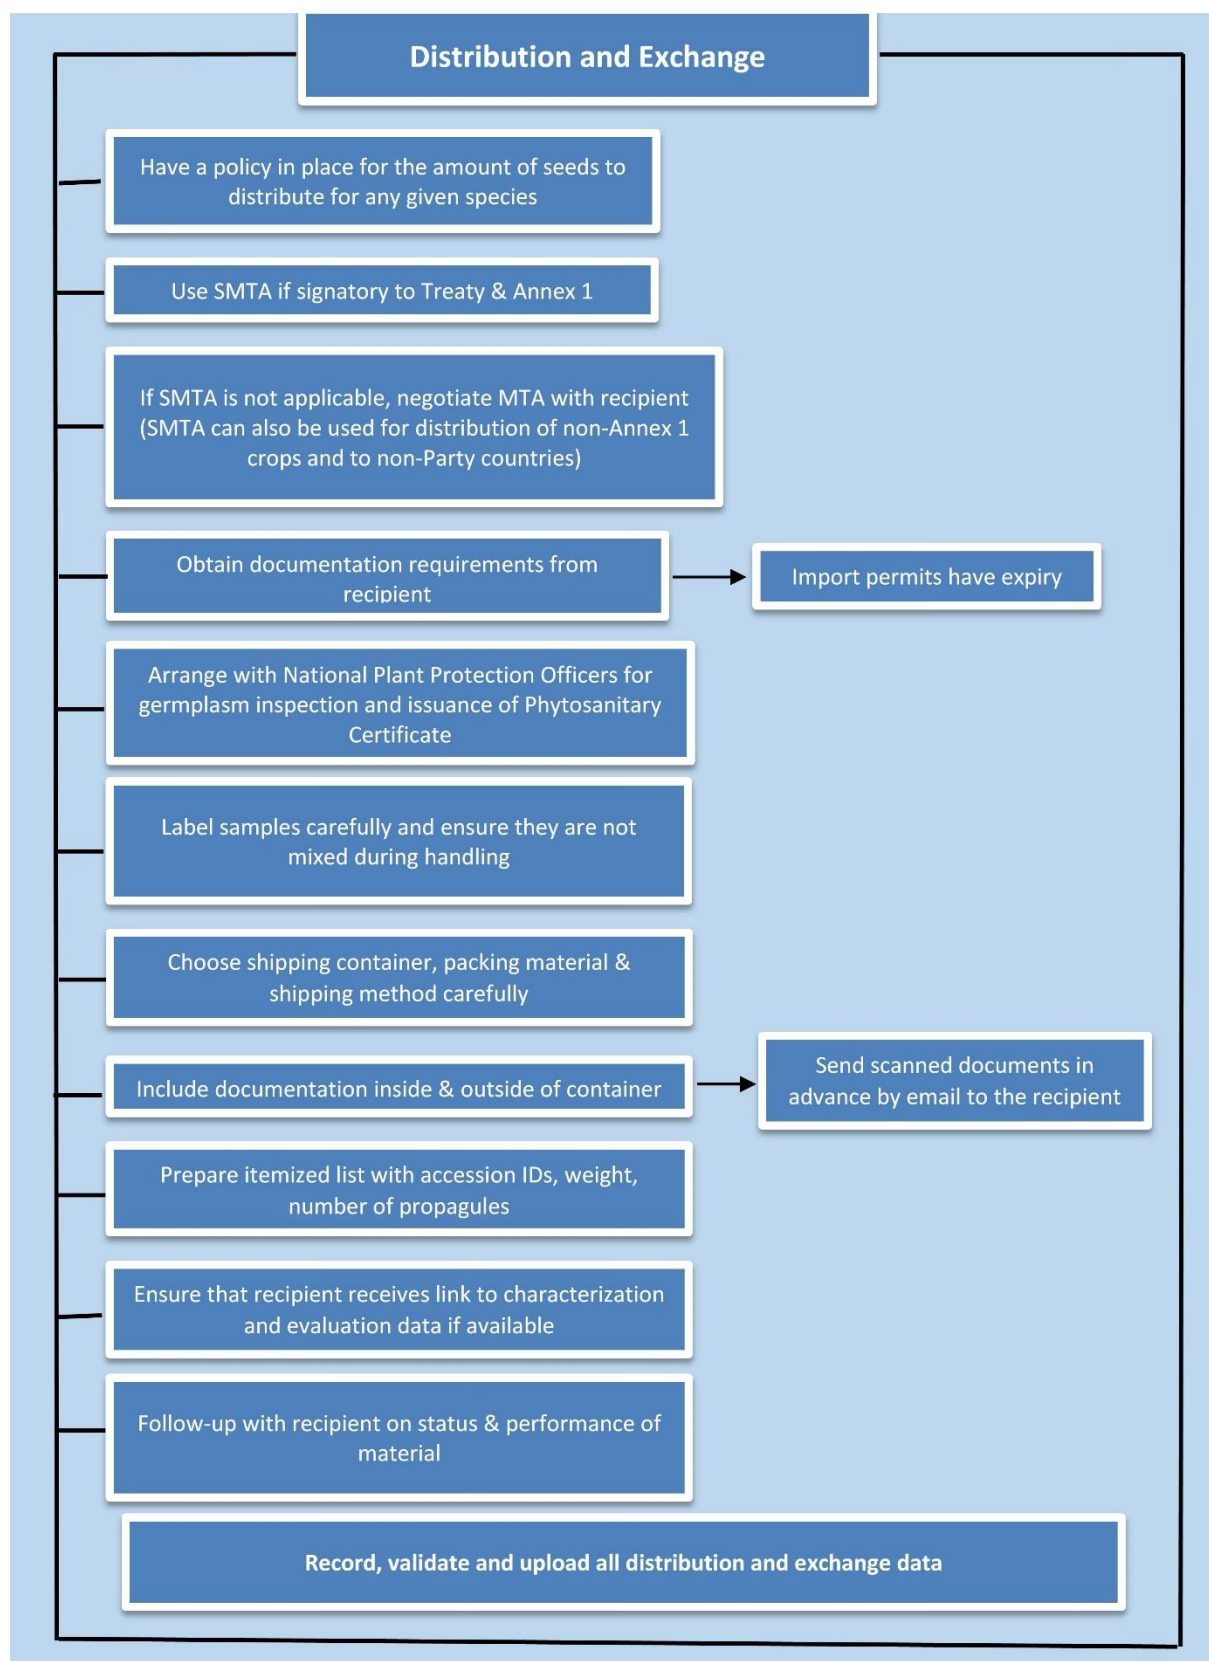 Distribution and Exchange
Have a policy in place for the amount of seeds to
distribute for any given species
Use SMTA if signatory to Treaty & Annex 1
If SMTA is not applicable, negotiate MTA with recipient
(SMTA can also be used for distribution of non-Annex 1
crops and to non-Party countries)
Obtain documentation requirements from
recipient
Import permits have expiry
Arrange with National Plant Protection Officers for
germplasm inspection and issuance of Phytosanitary
Certificate
Label samples carefully and ensure they are not
mixed during handling
Choose shipping container, packing material &
shipping method carefully
Include documentation inside & outside of container
Send scanned documents in
advance by email to the recipient
Prepare itemized list with accession IDs, weight,
number of propagules
Ensure that recipient receives link to characterization
and evaluation data if available
Follow-up with recipient on status & performance of
material
Record, validate and upload all distribution and exchange data